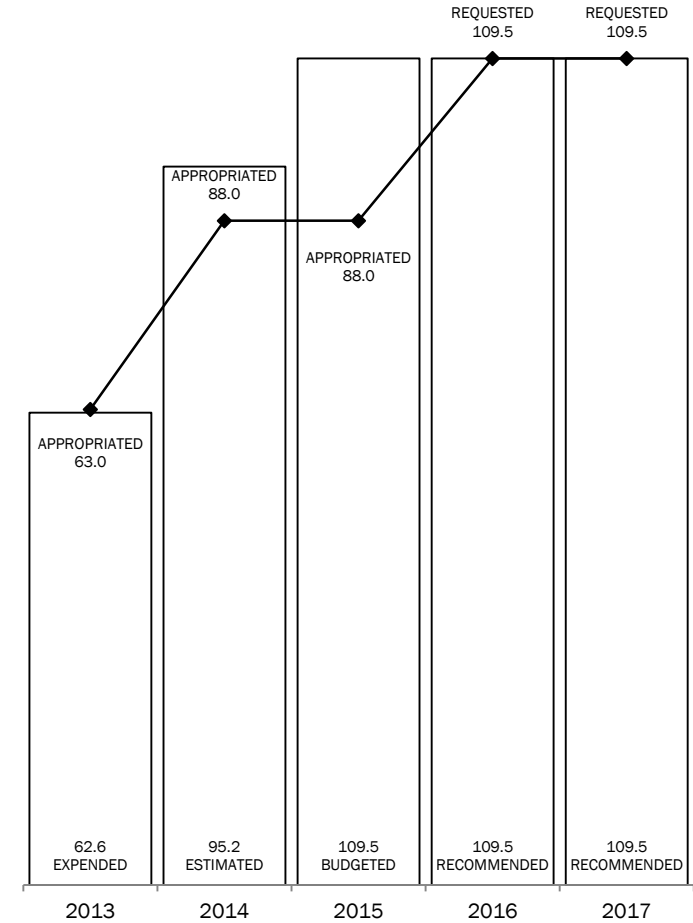 REQUESTED
109.5
REQUESTED
109.5
APPROPRIATED
88.0
APPROPRIATED
88.0
APPROPRIATED
63.0
62.6
EXPENDED
95.2
ESTIMATED
109.5
BUDGETED
109.5
RECOMMENDED
109.5
RECOMMENDED
2013
2014
2015
2016
2017